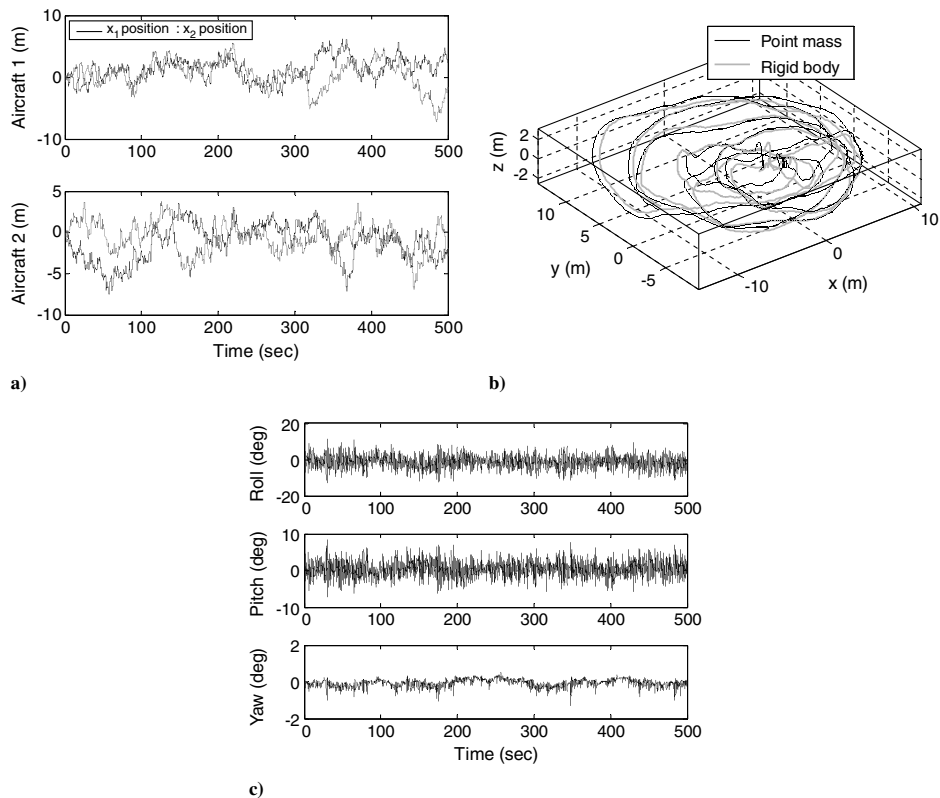 10
0
-10
Aircraft 1 (m)
x1 position : x2 position
0 100 200 300 400 500
5
0
-5
-10
Aircraft 2 (m)
0 100 200 300 400 500
Time (sec)
a)
Point mass
Rigid body
2
0
-2
z (m)
10
5
0
-5
y (m)
-10
0
10
x (m)
b)
20
0
-20
Roll (deg)
0 100 200 300 400 500
10
0
-10
Pitch (deg)
0 100 200 300 400 500
2
0
-2
Yaw (deg)
0 100 200 300 400 500
Time (sec)
c)